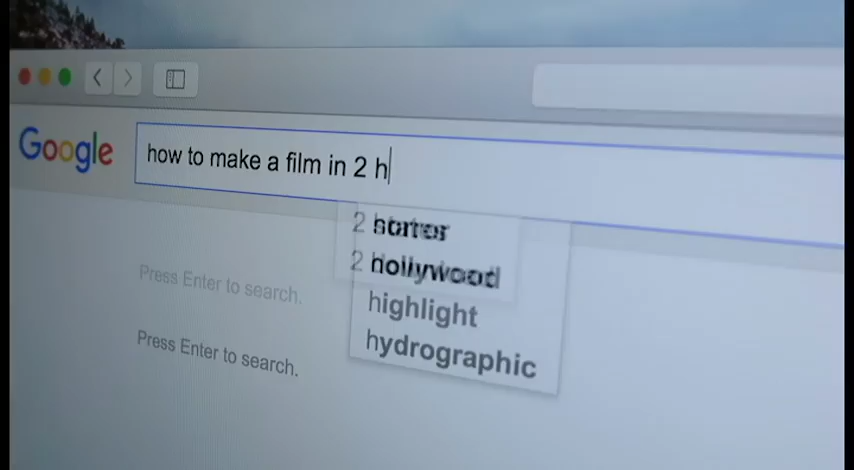 Google
how to make a film in 2 h
2
2 hollywood
highlight
hydrographic
Press Enter to search.
Press Enter to search.